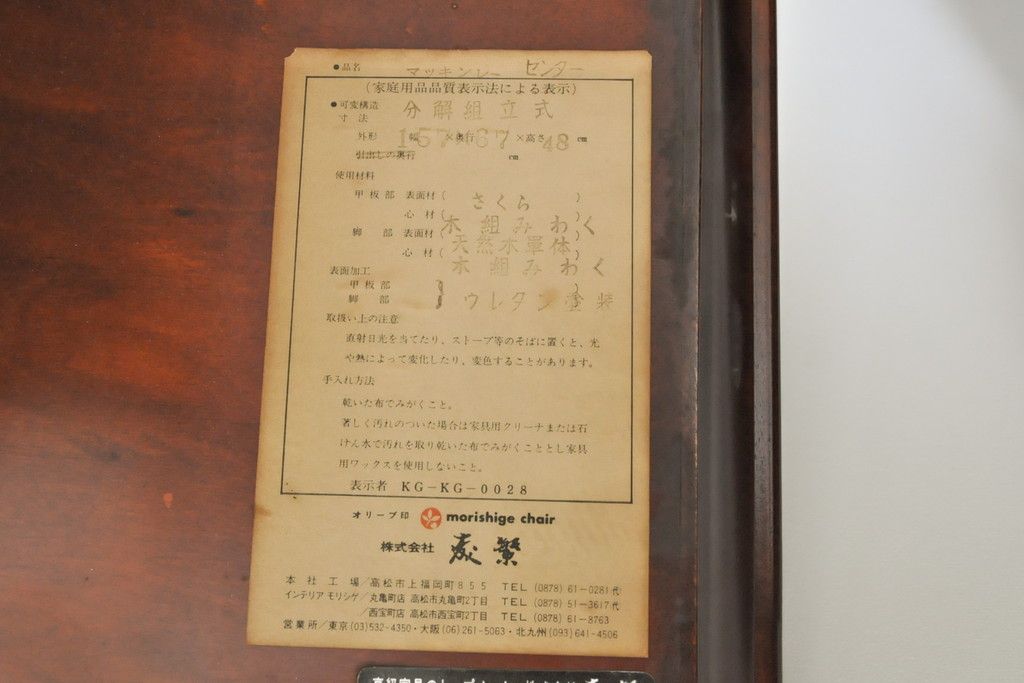 ●品名 マッキンレー センター
(家庭用品品質表示法による表示)
●可変構造 分解組立式
寸法
外形 幅157×奥行67×高さ48cm
引出しの奥行 cm
使用材料
甲板部 表面材(さくら)
心材(木組みわく)
脚部 表面材(天然木単体)
心材(木組みわく)
表面加工
甲板部
脚部 } ウレタン塗装
取扱い上の注意
直射日光を当てたり、ストーブ等のそばに置くと、光
や熱によって変化したり、変色することがあります。
手入れ方法
乾いた布でみがくこと。
著しく汚れのついた場合は家具用クリーナまたは石
けん水で汚れを取り乾いた布でみがくこととし家具
用ワックスを使用しないこと。
表示者 KG-KG-0028
オリーブ印 morishige chair
株式会社 森繁
本社工場/高松市上福岡町855 TEL (0878) 61-0281代
インテリア モリシゲ/丸亀町店 高松市丸亀町2丁目 TEL (0878) 51-3617代
/西宝町店 高松市西宝町2丁目 TEL (0878) 61-8763
営業所/東京(03)532-4350・大阪(06)261-5063・北九州(093)641-4506